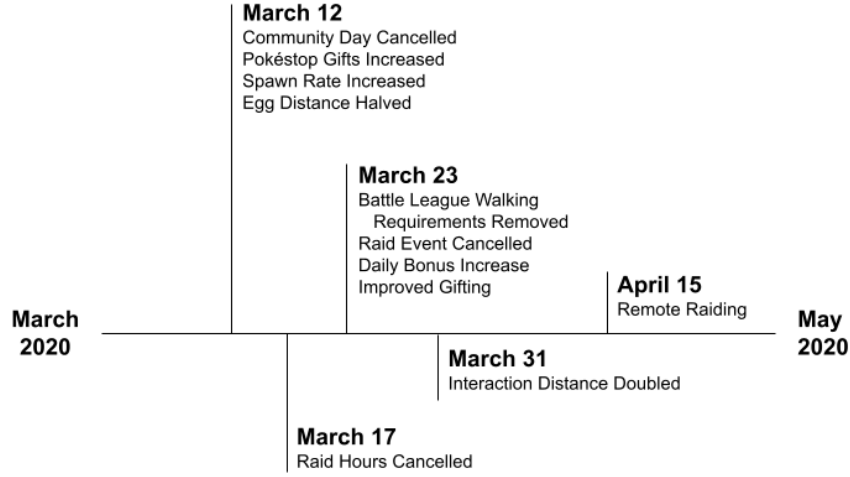 March 12
Community Day Cancelled
Pokéstop Gifts Increased
Spawn Rate Increased
Egg Distance Halved
March 23
Battle League Walking
Requirements Removed
Raid Event Cancelled
Daily Bonus Increase
Improved Gifting
April 15
Remote Raiding
March
2020
May
2020
March 31
Interaction Distance Doubled
March 17
Raid Hours Cancelled